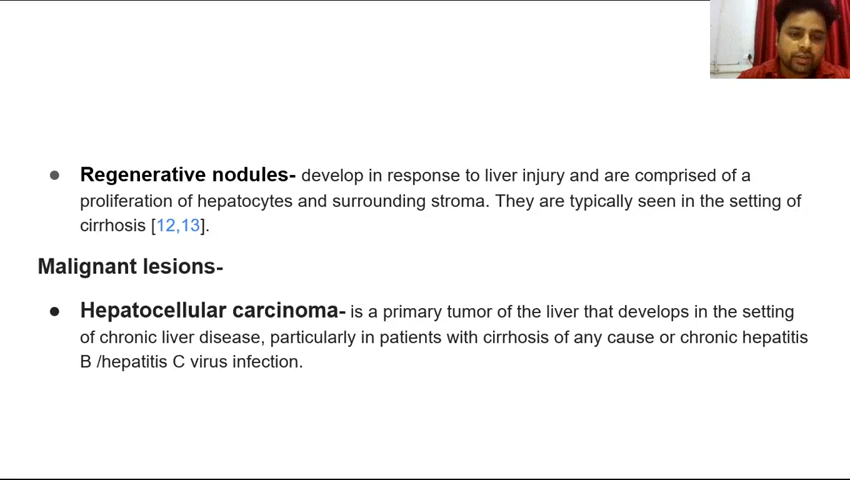 ● Regenerative nodules- develop in response to liver injury and are comprised of a
proliferation of hepatocytes and surrounding stroma. They are typically seen in the setting of
cirrhosis [12,13].
Malignant lesions-
● Hepatocellular carcinoma- is a primary tumor of the liver that develops in the setting
of chronic liver disease, particularly in patients with cirrhosis of any cause or chronic hepatitis
B /hepatitis C virus infection.